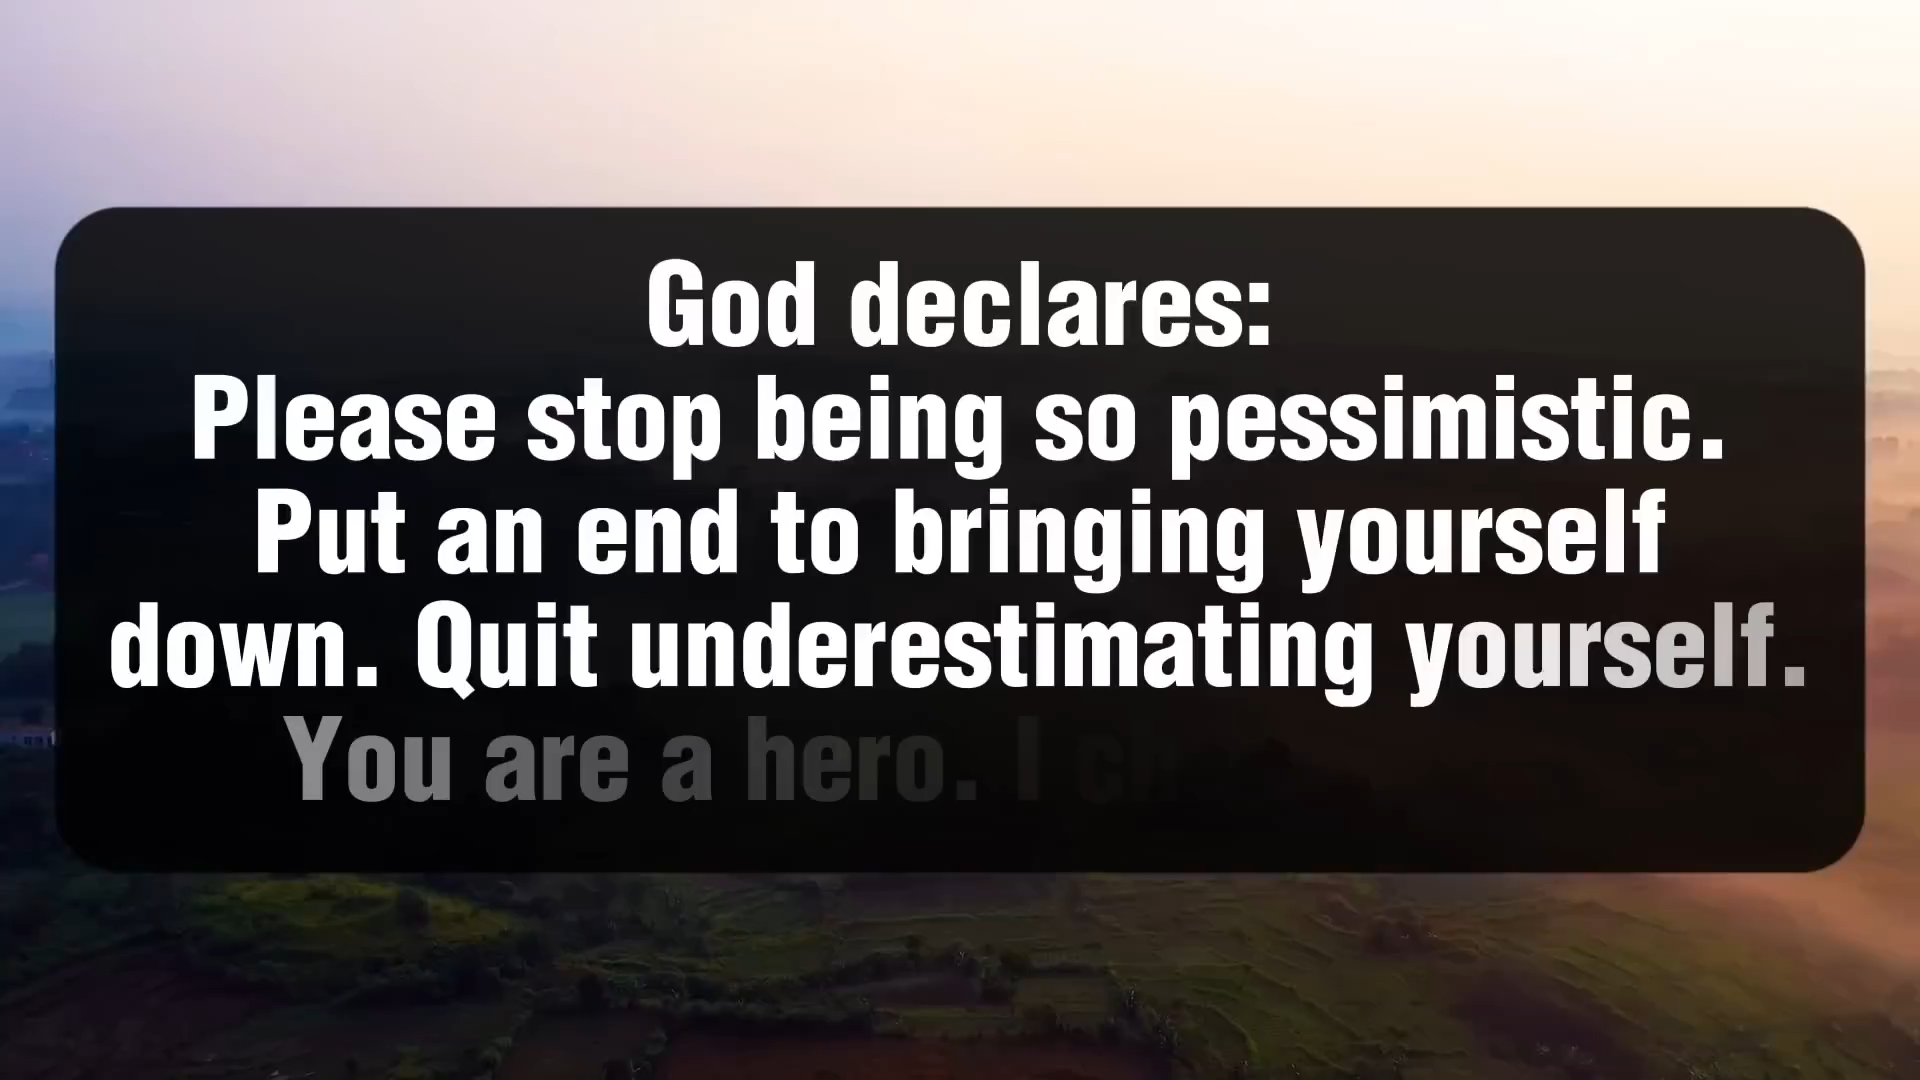 God declares:
Please stop being so pessimistic.
Put an end to bringing yourself
down. Quit underestimating yourself.
You are a hero. I